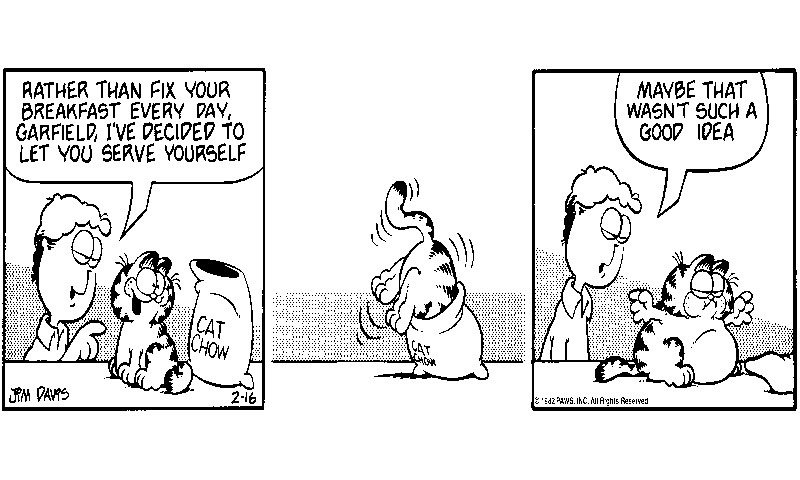 RATHER THAN FIX YOUR
BREAKFAST EVERY DAY,
GARFIELD, I'VE DECIDED TO
LET YOU SERVE YOURSELF
CAT
CHOW
JIM DAVIS
2-16
CAT
CHOW
MAYBE THAT
WASN'T SUCH A
GOOD IDEA
© 1982 PAWS, INC. All Rights Reserved